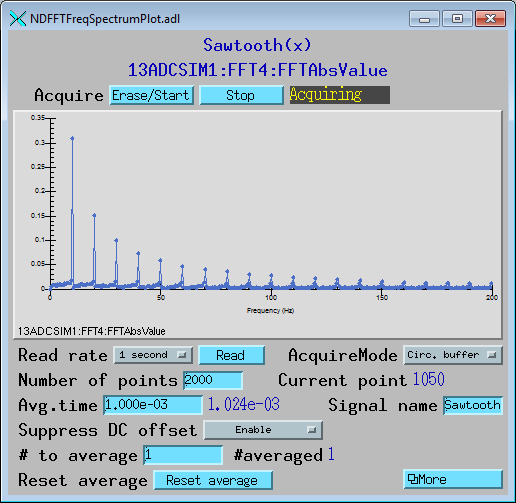 NDFFTFreqSpectrumPlot.adl
Sawtooth(x)
13ADCSIM1:FFT4:FFTAbsValue
Acquire Erase/Start Stop Acquiring
0.35
0.3
0.25
0.2
0.15
0.1
0.05
0
0 50 100 150 200
Frequency (Hz)
13ADCSIM1:FFT4:FFTAbsValue
Read rate 1 second Read AcquireMode Circ. buffer
Number of points 2000 Current point 1050
Avg.time 1.000e-03 1.024e-03 Signal name Sawtooth
Suppress DC offset Enable
# to average 1 #averaged 1
Reset average Reset average More